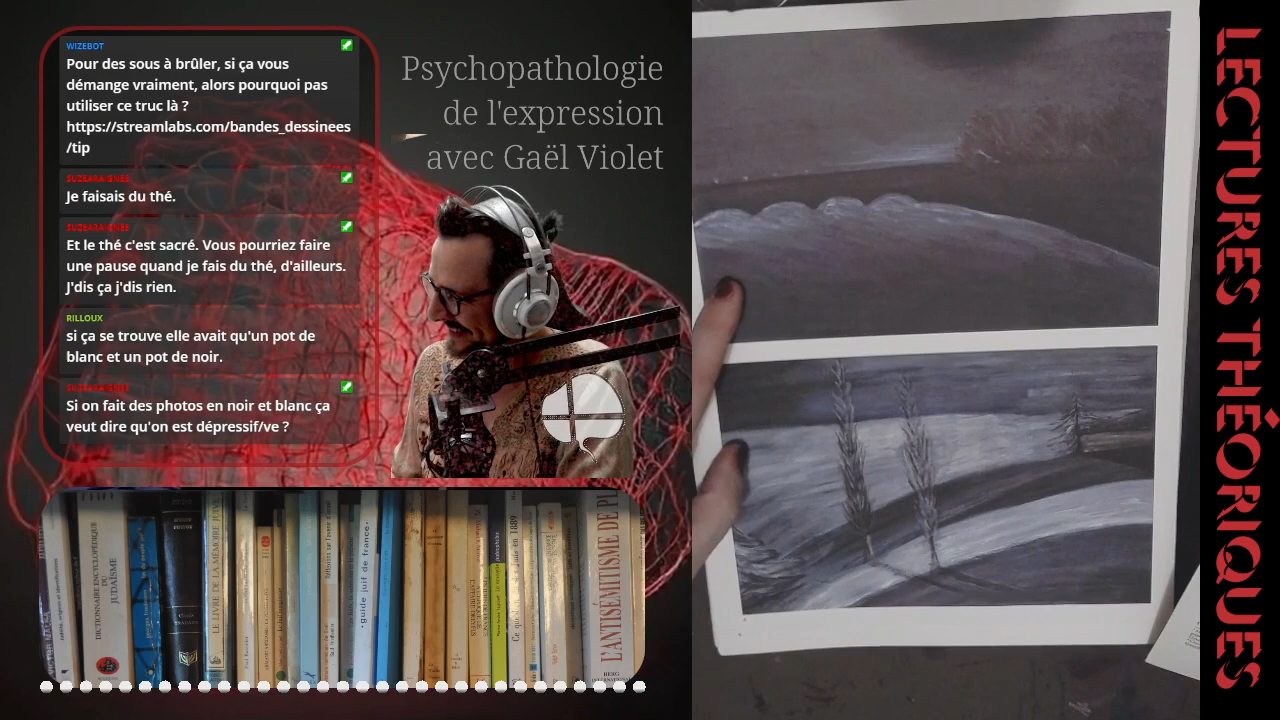 WIZEBOT
Pour des sous à brûler, si ça vous
démange vraiment, alors pourquoi pas
utiliser ce truc là ?
https://streamlabs.com/bandes_dessinees
/tip
SUZEARAIGNEE
Je faisais du thé.
SUZEARAIGNEE
Et le thé c'est sacré. Vous pourriez faire
une pause quand je fais du thé, d'ailleurs.
J'dis ça j'dis rien.
RILLOUX
si ça se trouve elle avait qu'un pot de
blanc et un pot de noir.
SUZEARAIGNEE
Si on fait des photos en noir et blanc ça
veut dire qu'on est dépressif/ve ?
Psychopathologie
de l'expression
avec Gaël Violet
DICTIONNAIRE ENCYCLOPÉDIQUE
DU
JUDAÏSME
LE LIVRE DE LA MÉMOIRE JUIVE
·guide juif de france·
L'ANTISÉMITISME DE PL
BERG
INTERNATIONAL
LECTURES THÉORIQUES